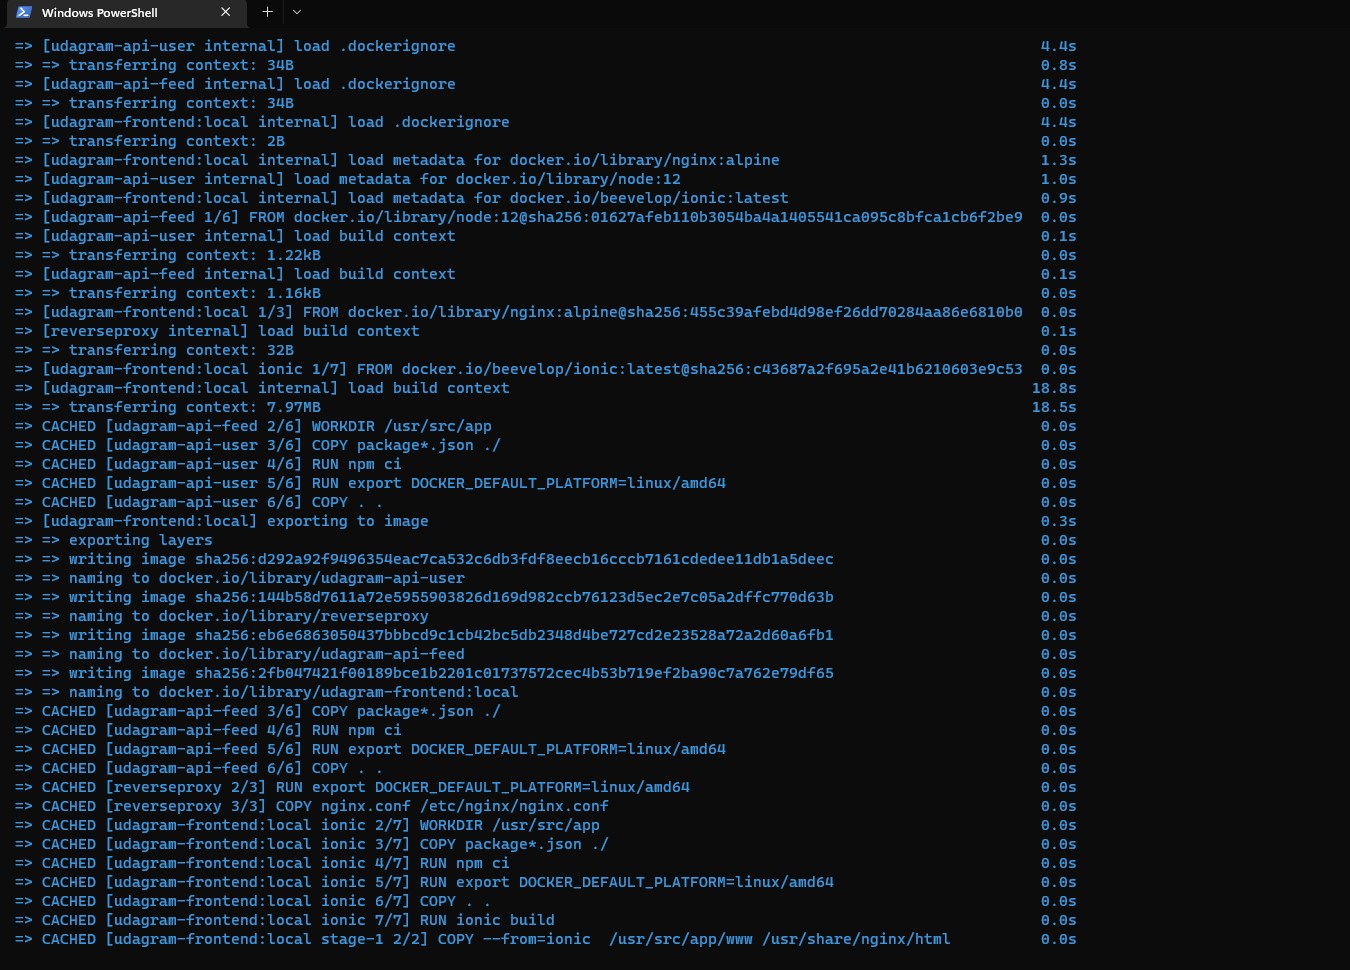 Windows PowerShell
=> [udagram-api-user internal] load .dockerignore 4.4s
=> => transferring context: 34B 0.8s
=> [udagram-api-feed internal] load .dockerignore 4.4s
=> => transferring context: 34B 0.0s
=> [udagram-frontend:local internal] load .dockerignore 4.4s
=> => transferring context: 2B 0.0s
=> [udagram-frontend:local internal] load metadata for docker.io/library/nginx:alpine 1.3s
=> [udagram-api-user internal] load metadata for docker.io/library/node:12 1.0s
=> [udagram-frontend:local internal] load metadata for docker.io/beevelop/ionic:latest 0.9s
=> [udagram-api-feed 1/6] FROM docker.io/library/node:12@sha256:01627afeb110b3054ba4a1405541ca095c8bfca1cb6f2be9 0.0s
=> [udagram-api-user internal] load build context 0.1s
=> => transferring context: 1.22kB 0.0s
=> [udagram-api-feed internal] load build context 0.1s
=> => transferring context: 1.16kB 0.0s
=> [udagram-frontend:local 1/3] FROM docker.io/library/nginx:alpine@sha256:455c39afebd4d98ef26dd70284aa86e6810b0 0.0s
=> [reverseproxy internal] load build context 0.1s
=> => transferring context: 32B 0.0s
=> [udagram-frontend:local ionic 1/7] FROM docker.io/beevelop/ionic:latest@sha256:c43687a2f695a2e41b6210603e9c53 0.0s
=> [udagram-frontend:local internal] load build context 18.8s
=> => transferring context: 7.97MB 18.5s
=> CACHED [udagram-api-feed 2/6] WORKDIR /usr/src/app 0.0s
=> CACHED [udagram-api-user 3/6] COPY package*.json ./ 0.0s
=> CACHED [udagram-api-user 4/6] RUN npm ci 0.0s
=> CACHED [udagram-api-user 5/6] RUN export DOCKER_DEFAULT_PLATFORM=linux/amd64 0.0s
=> CACHED [udagram-api-user 6/6] COPY . . 0.0s
=> [udagram-frontend:local] exporting to image 0.3s
=> => exporting layers 0.0s
=> => writing image sha256:d292a92f9496354eac7ca532c6db3fdf8eecb16cccb7161cdedee11db1a5deec 0.0s
=> => naming to docker.io/library/udagram-api-user 0.0s
=> => writing image sha256:144b58d7611a72e5955903826d169d982ccb76123d5ec2e7c05a2dffc770d63b 0.0s
=> => naming to docker.io/library/reverseproxy 0.0s
=> => writing image sha256:eb6e6863050437bbbcd9c1cb42bc5db2348d4be727cd2e23528a72a2d60a6fb1 0.0s
=> => naming to docker.io/library/udagram-api-feed 0.0s
=> => writing image sha256:2fb047421f00189bce1b2201c01737572cec4b53b719ef2ba90c7a762e79df65 0.0s
=> => naming to docker.io/library/udagram-frontend:local 0.0s
=> CACHED [udagram-api-feed 3/6] COPY package*.json ./ 0.0s
=> CACHED [udagram-api-feed 4/6] RUN npm ci 0.0s
=> CACHED [udagram-api-feed 5/6] RUN export DOCKER_DEFAULT_PLATFORM=linux/amd64 0.0s
=> CACHED [udagram-api-feed 6/6] COPY . . 0.0s
=> CACHED [reverseproxy 2/3] RUN export DOCKER_DEFAULT_PLATFORM=linux/amd64 0.0s
=> CACHED [reverseproxy 3/3] COPY nginx.conf /etc/nginx/nginx.conf 0.0s
=> CACHED [udagram-frontend:local ionic 2/7] WORKDIR /usr/src/app 0.0s
=> CACHED [udagram-frontend:local ionic 3/7] COPY package*.json ./ 0.0s
=> CACHED [udagram-frontend:local ionic 4/7] RUN npm ci 0.0s
=> CACHED [udagram-frontend:local ionic 5/7] RUN export DOCKER_DEFAULT_PLATFORM=linux/amd64 0.0s
=> CACHED [udagram-frontend:local ionic 6/7] COPY . . 0.0s
=> CACHED [udagram-frontend:local ionic 7/7] RUN ionic build 0.0s
=> CACHED [udagram-frontend:local stage-1 2/2] COPY --from=ionic  /usr/src/app/www /usr/share/nginx/html 0.0s